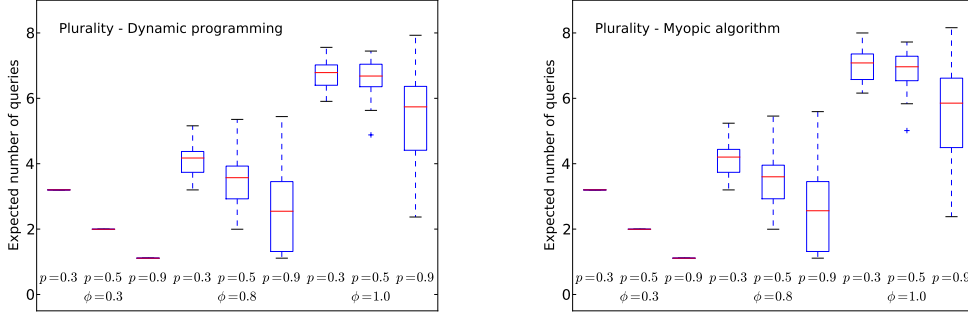 Plurality - Dynamic programming
Expected number of queries
8
6
4
2
0
p=0.3 p=0.5 p=0.9 p=0.3 p=0.5 p=0.9 p=0.3 p=0.5 p=0.9
ϕ=0.3 ϕ=0.8 ϕ=1.0
Plurality - Myopic algorithm
Expected number of queries
8
6
4
2
0
p=0.3 p=0.5 p=0.9 p=0.3 p=0.5 p=0.9 p=0.3 p=0.5 p=0.9
ϕ=0.3 ϕ=0.8 ϕ=1.0